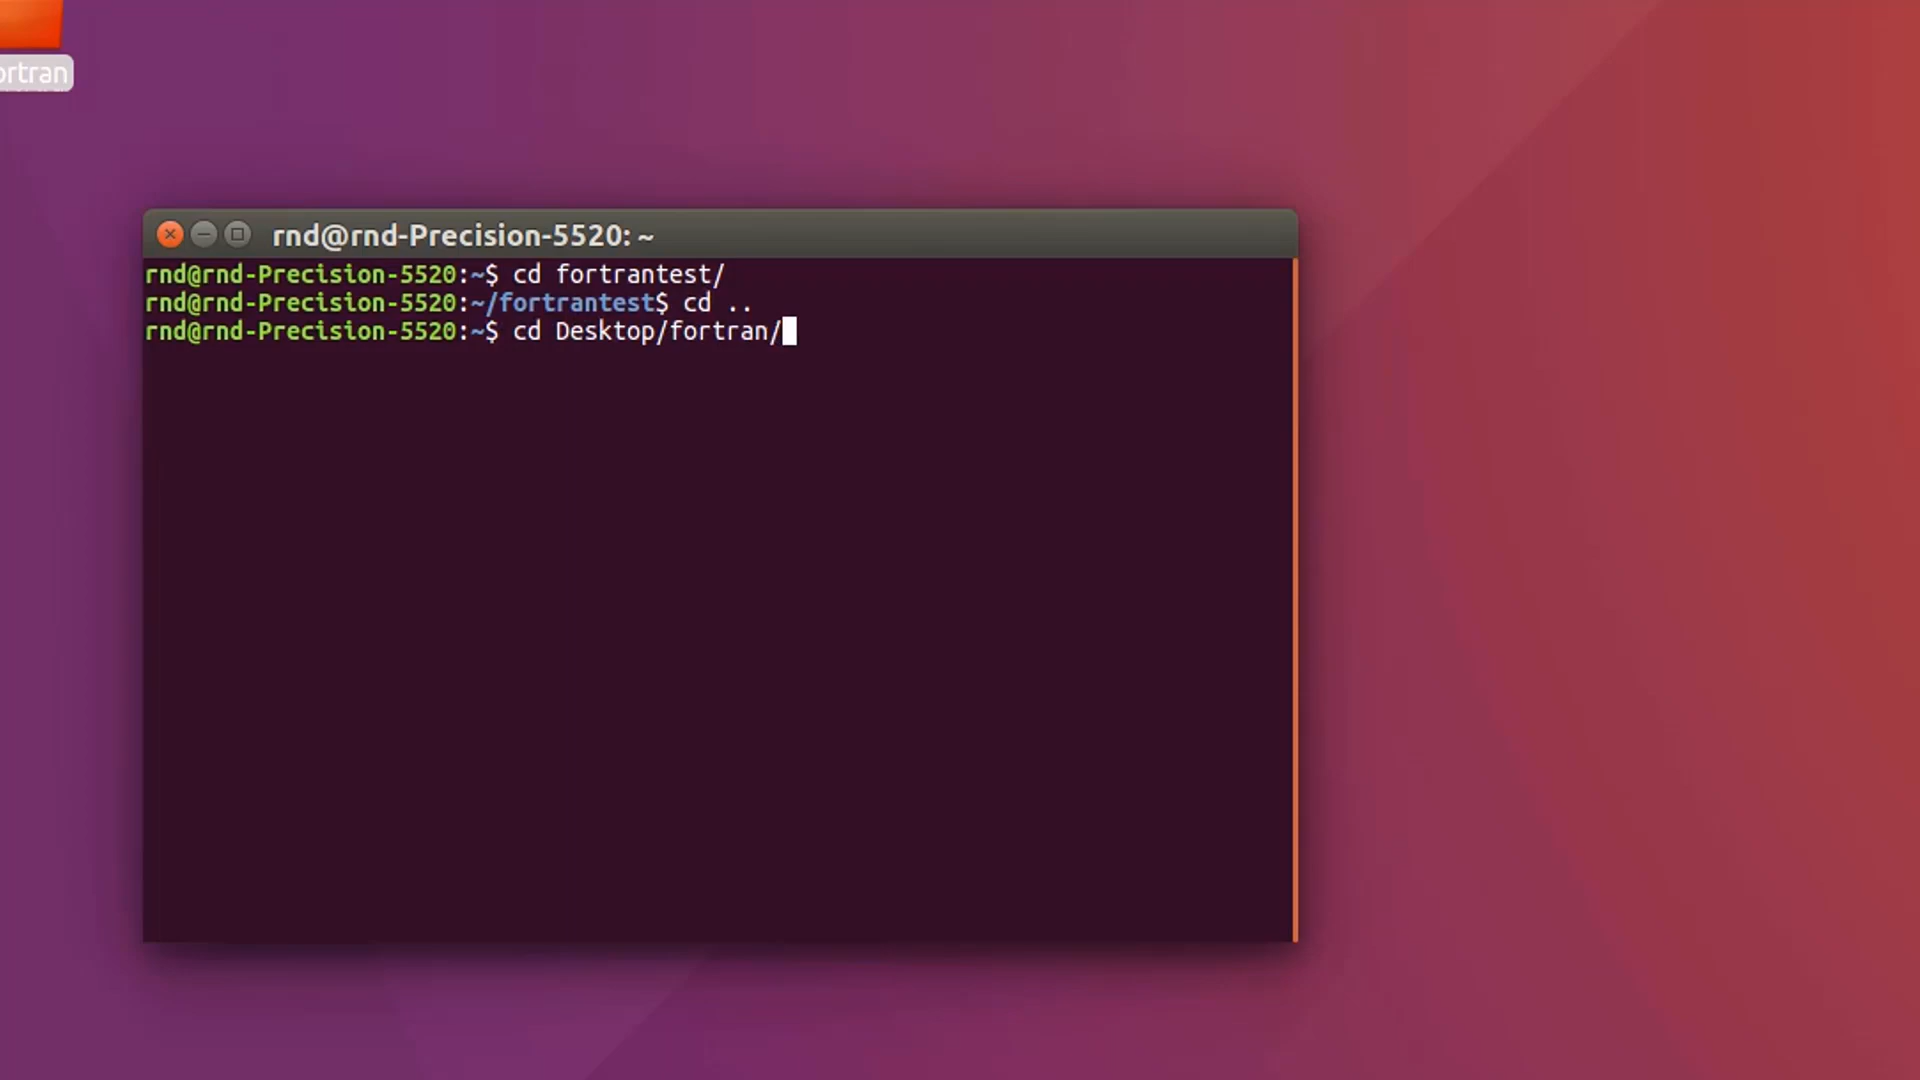 ortran
rnd@rnd-Precision-5520: ~
rnd@rnd-Precision-5520:~$ cd fortrantest/
rnd@rnd-Precision-5520:~/fortrantest$ cd ..
rnd@rnd-Precision-5520:~$ cd Desktop/fortran/